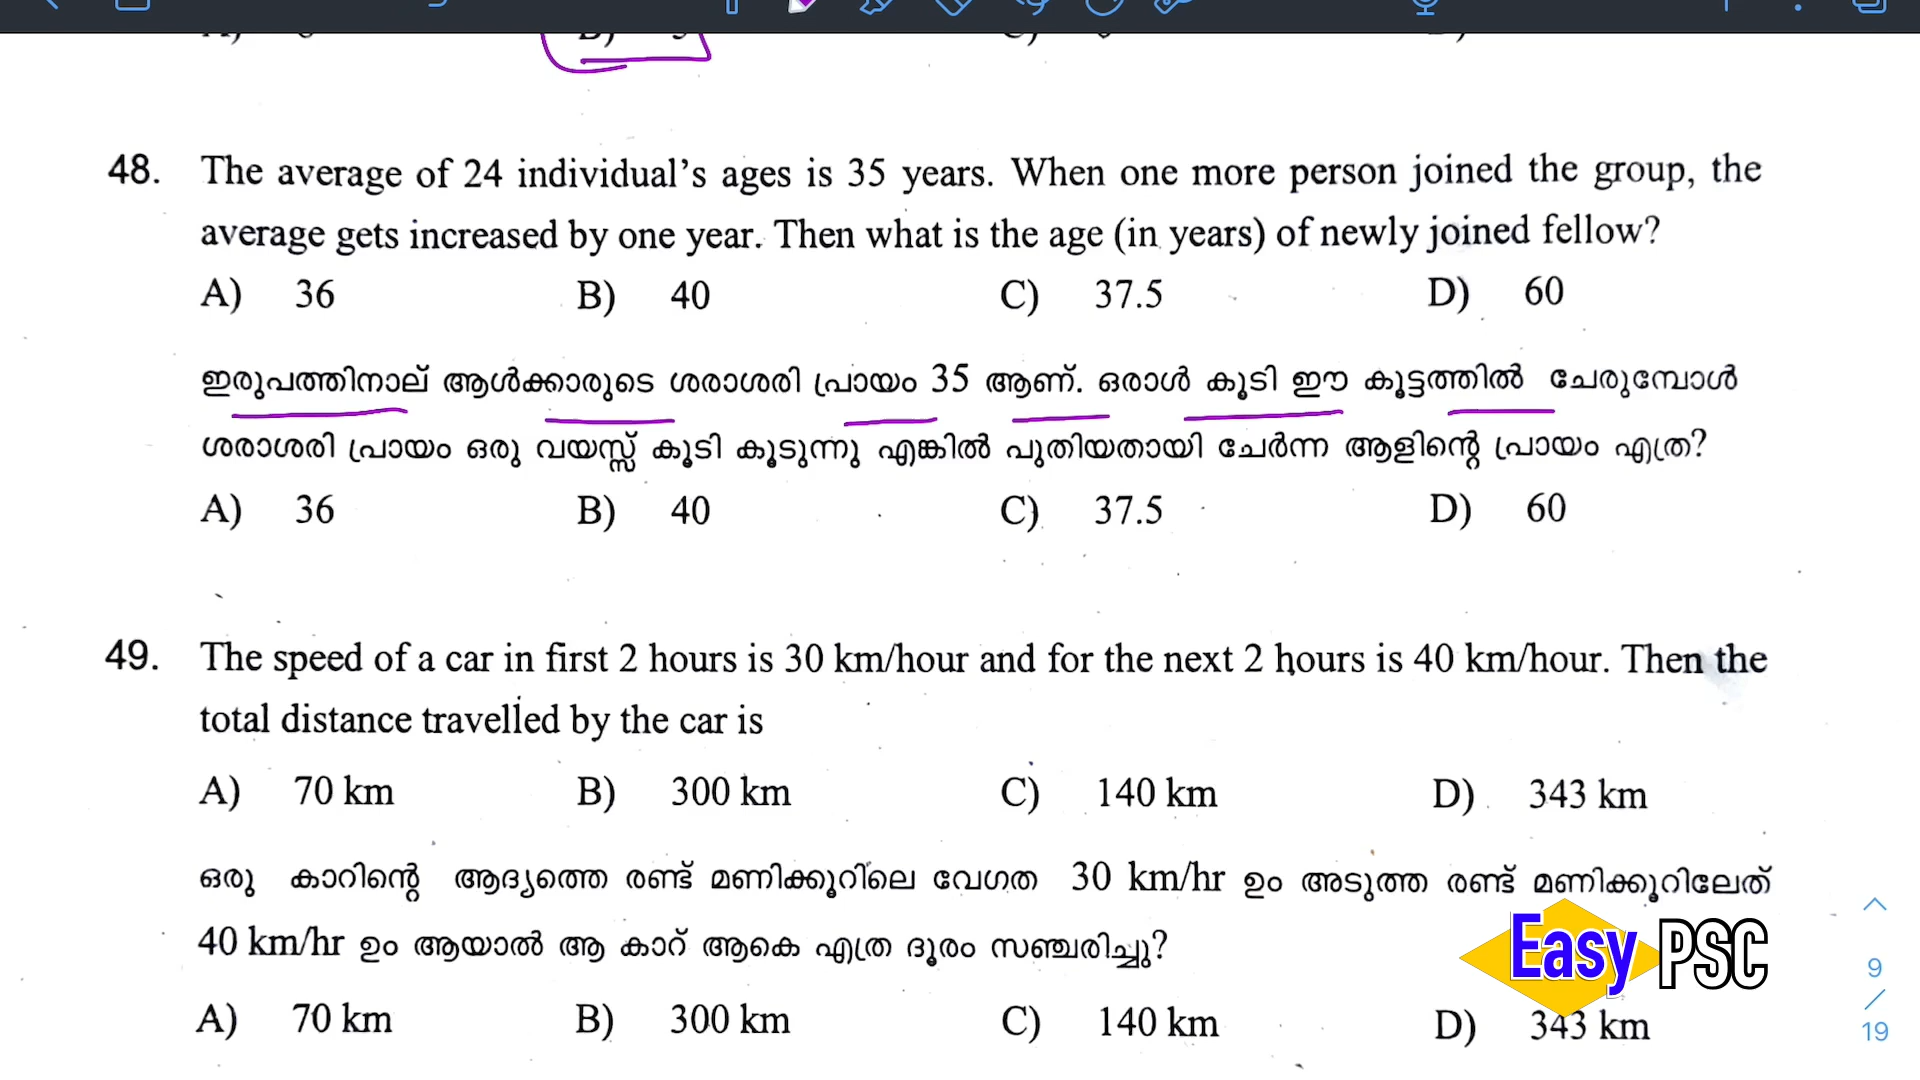 48. The average of 24 individual's ages is 35 years. When one more person joined the group, the
average gets increased by one year. Then what is the age (in years) of newly joined fellow?
A) 36 B) 40 C) 37.5 D) 60
ഇരുപത്തിനാല് ആൾക്കാരുടെ ശരാശരി പ്രായം 35 ആണ്. ഒരാൾ കൂടി ഈ കൂട്ടത്തിൽ ചേരുമ്പോൾ
ശരാശരി പ്രായം ഒരു വയസ്സ് കൂടി കൂടുന്നു എങ്കിൽ പുതിയതായി ചേർന്ന ആളിന്റെ പ്രായം എത്ര?
A) 36 B) 40 C) 37.5 D) 60
49. The speed of a car in first 2 hours is 30 km/hour and for the next 2 hours is 40 km/hour. Then the
total distance travelled by the car is
A) 70 km B) 300 km C) 140 km D) 343 km
ഒരു കാറിന്റെ ആദ്യത്തെ രണ്ട് മണിക്കൂറിലെ വേഗത 30 km/hr ഉം അടുത്ത രണ്ട് മണിക്കൂറിലേത്
40 km/hr ഉം ആയാൽ ആ കാറ് ആകെ എത്ര ദൂരം സഞ്ചരിച്ചു?
A) 70 km B) 300 km C) 140 km D) 343 km
Easy PSC
9
/
19